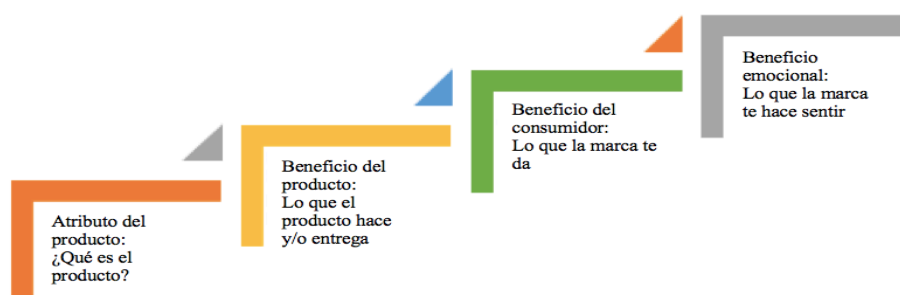 Atributo del
producto:
¿Qué es el
producto?
Beneficio del
producto:
Lo que el
producto hace
y/o entrega
Beneficio del
consumidor:
Lo que la marca te
da
Beneficio
emocional:
Lo que la marca
te hace sentir